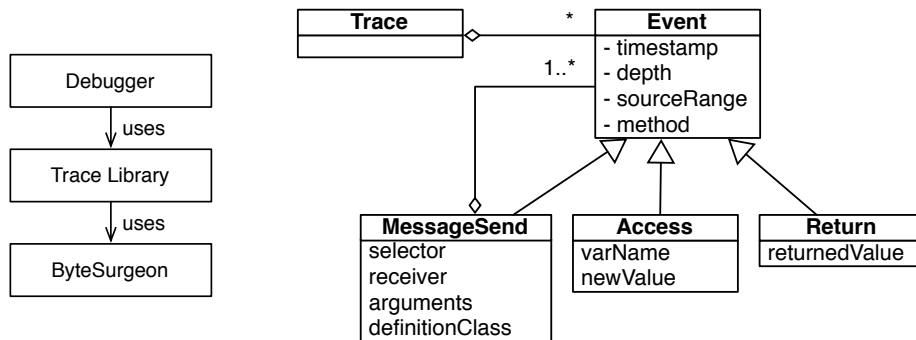 Debugger
uses
Trace Library
uses
ByteSurgeon
Trace
*
1..*
Event
- timestamp
- depth
- sourceRange
- method
MessageSend
selector
receiver
arguments
definitionClass
Access
varName
newValue
Return
returnedValue